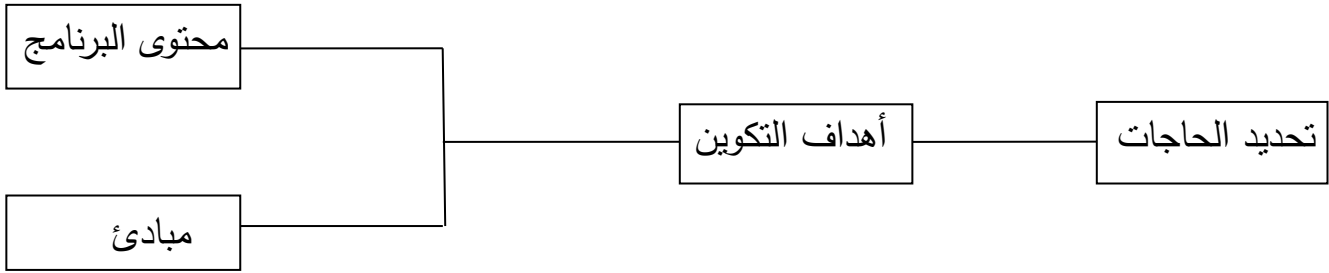 تحديد الحاجات
أهداف التكوين
محتوى البرنامج
مبادئ